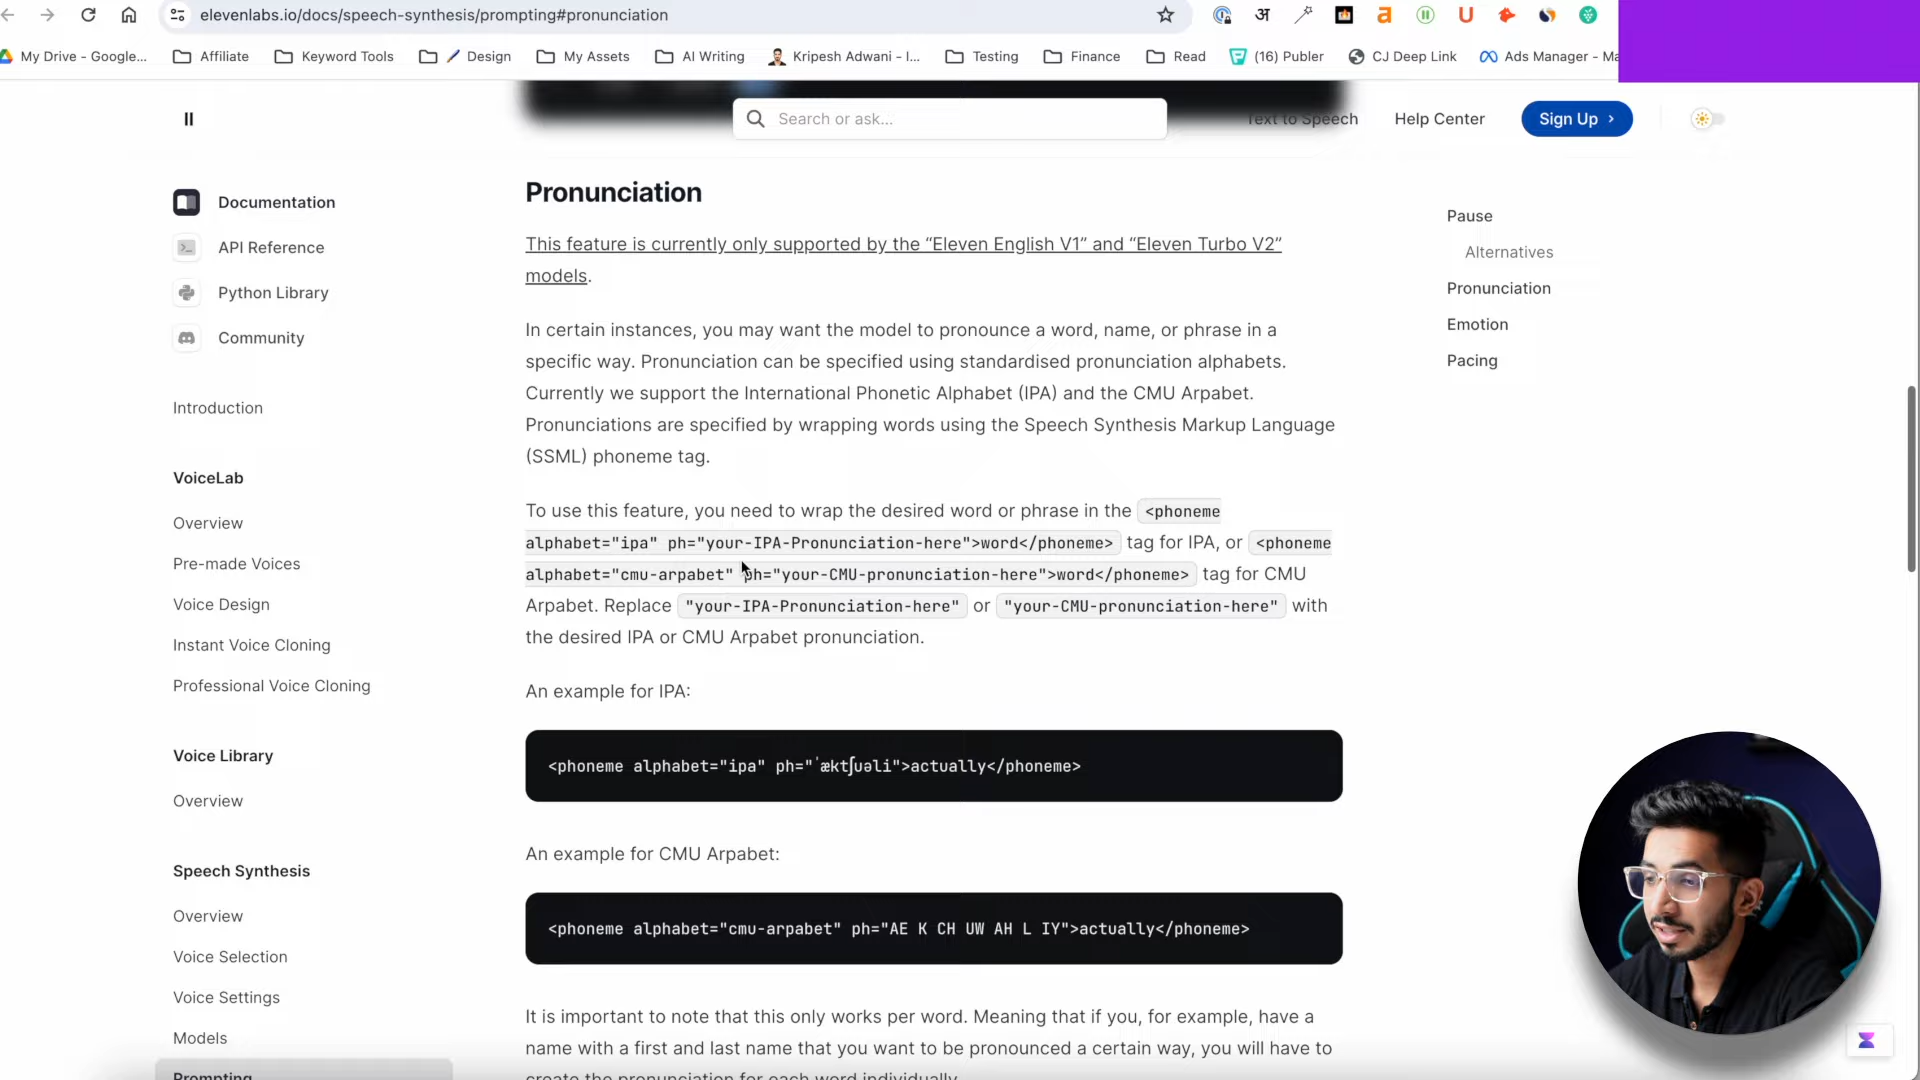 elevenlabs.io/docs/speech-synthesis/prompting#pronunciation
अ
a
U
My Drive - Google...
Affiliate
Keyword Tools
Design
My Assets
AI Writing
Kripesh Adwani - I...
Testing
Finance
Read
(16) Publer
CJ Deep Link
Ads Manager - Ma
Search or ask...
Text to Speech
Help Center
Sign Up ›
Documentation
API Reference
Python Library
Community
Introduction
VoiceLab
Overview
Pre-made Voices
Voice Design
Instant Voice Cloning
Professional Voice Cloning
Voice Library
Overview
Speech Synthesis
Overview
Voice Selection
Voice Settings
Models
Prompting
Pronunciation
This feature is currently only supported by the “Eleven English V1” and “Eleven Turbo V2”
models.
In certain instances, you may want the model to pronounce a word, name, or phrase in a
specific way. Pronunciation can be specified using standardised pronunciation alphabets.
Currently we support the International Phonetic Alphabet (IPA) and the CMU Arpabet.
Pronunciations are specified by wrapping words using the Speech Synthesis Markup Language
(SSML) phoneme tag.
To use this feature, you need to wrap the desired word or phrase in the <phoneme
alphabet="ipa" ph="your-IPA-Pronunciation-here">word</phoneme> tag for IPA, or <phoneme
alphabet="cmu-arpabet" ph="your-CMU-pronunciation-here">word</phoneme> tag for CMU
Arpabet. Replace "your-IPA-Pronunciation-here" or "your-CMU-pronunciation-here" with
the desired IPA or CMU Arpabet pronunciation.
An example for IPA:
<phoneme alphabet="ipa" ph="ˈæktʃuəli">actually</phoneme>
An example for CMU Arpabet:
<phoneme alphabet="cmu-arpabet" ph="AE K CH UW AH L IY">actually</phoneme>
It is important to note that this only works per word. Meaning that if you, for example, have a
name with a first and last name that you want to be pronounced a certain way, you will have to
create the pronunciation for each word individually.
Pause
Alternatives
Pronunciation
Emotion
Pacing